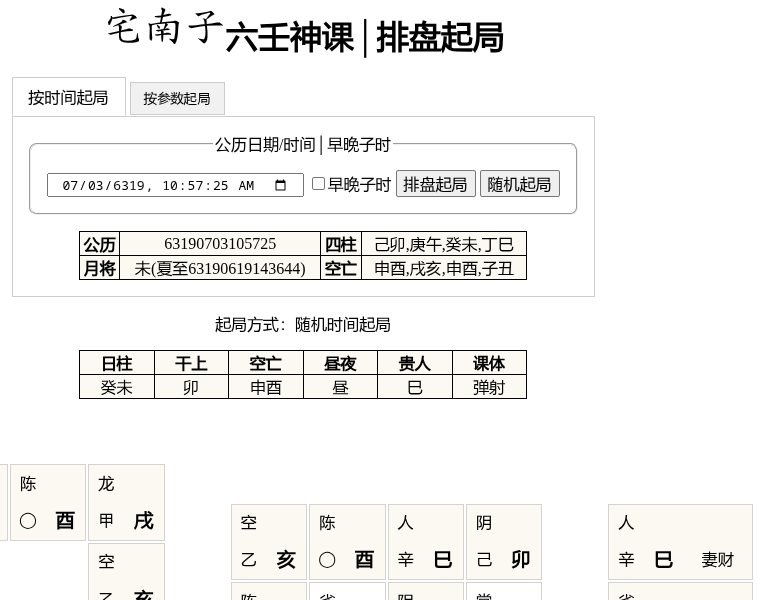 宅南子六壬神课│排盘起局
按时间起局 按参数起局
公历日期/时间│早晚子时
07/03/6319, 10:57:25 AM 早晚子时 排盘起局 随机起局
公历 63190703105725 四柱 己卯,庚午,癸未,丁巳
月将 未(夏至63190619143644) 空亡 申酉,戌亥,申酉,子丑
起局方式：随机时间起局
日柱 干上 空亡 昼夜 贵人 课体
癸未 卯 申酉 昼 巳 弹射
陈 龙
〇 酉 甲 戌
空 陈 人 阴 人
乙 亥 〇 酉 辛 巳 己 卯 辛 巳 妻财
空